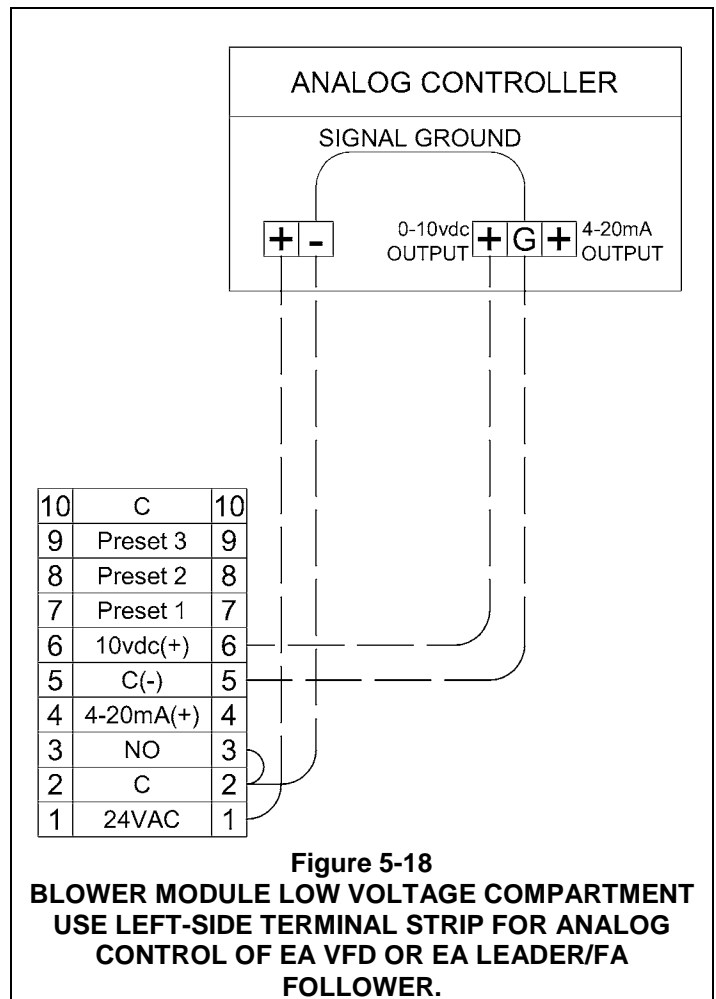 ANALOG CONTROLLER
SIGNAL GROUND
+ -
0-10vdc
OUTPUT
+ G +
4-20mA
OUTPUT
10 C 10
9 Preset 3 9
8 Preset 2 8
7 Preset 1 7
6 10vdc(+) 6
5 C(-) 5
4 4-20mA(+) 4
3 NO 3
2 C 2
1 24VAC 1
Figure 5-18
BLOWER MODULE LOW VOLTAGE COMPARTMENT
USE LEFT-SIDE TERMINAL STRIP FOR ANALOG
CONTROL OF EA VFD OR EA LEADER/FA
FOLLOWER.